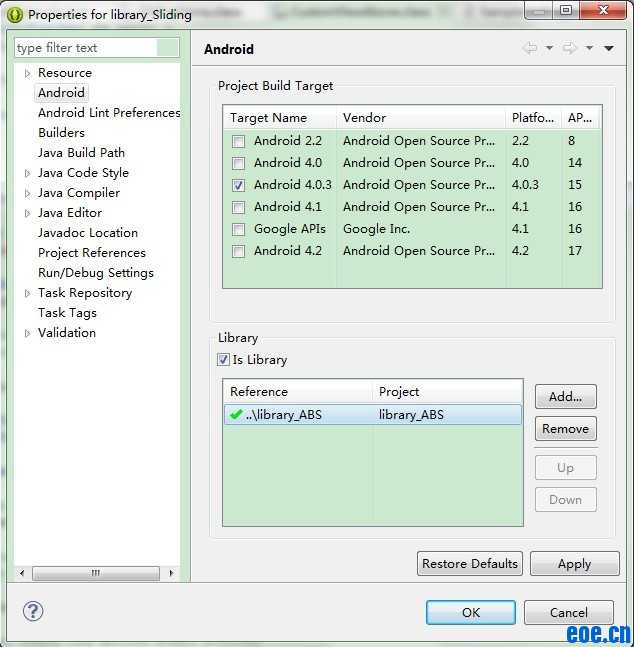 Properties for library_Sliding
type filter text
Resource
Android
Android Lint Preferences
Builders
Java Build Path
Java Code Style
Java Compiler
Java Editor
Javadoc Location
Project References
Run/Debug Settings
Task Repository
Task Tags
Validation
Android
Project Build Target
Target Name Vendor Platfo... AP...
Android 2.2 Android Open Source Pr... 2.2 8
Android 4.0 Android Open Source Pr... 4.0 14
Android 4.0.3 Android Open Source Pr... 4.0.3 15
Android 4.1 Android Open Source Pr... 4.1 16
Google APIs Google Inc. 4.1 16
Android 4.2 Android Open Source Pr... 4.2 17
Library
Is Library
Reference Project
..\library_ABS library_ABS
Add...
Remove
Up
Down
Restore Defaults Apply
OK Cancel
eoe.cn